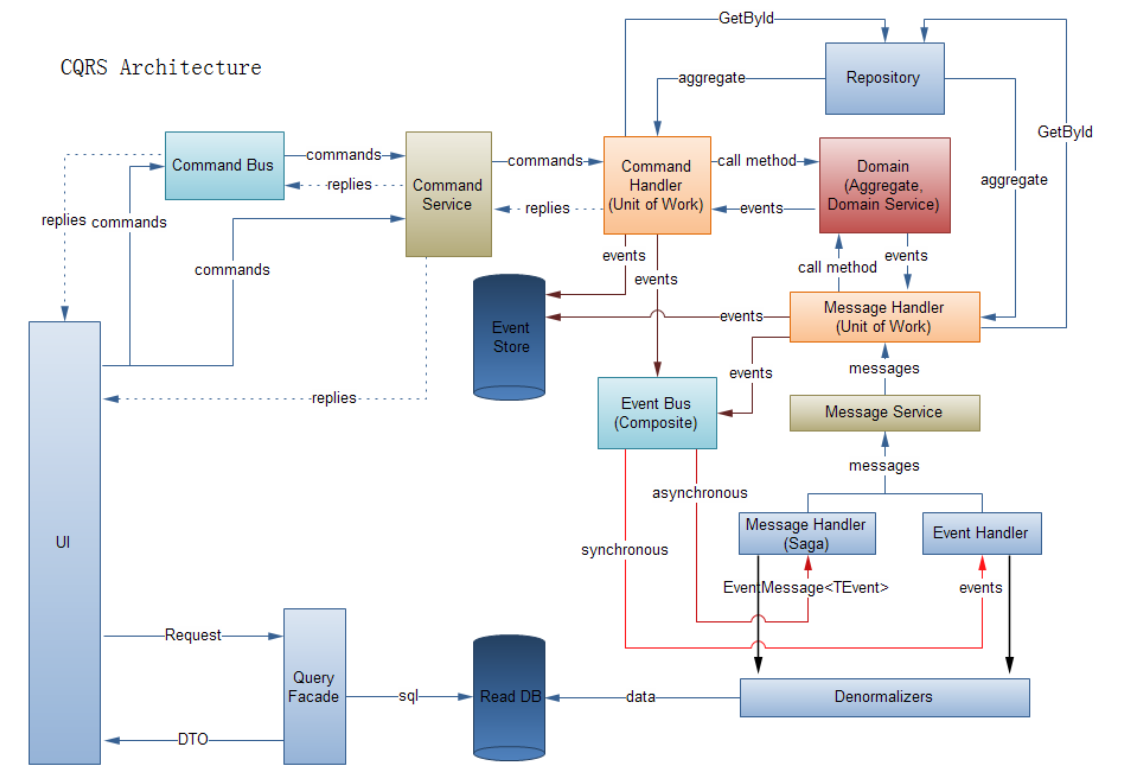 GetById
CQRS Architecture
aggregate
Repository
GetById
Command Bus
commands
replies
Command
Service
commands
replies
Command
Handler
(Unit of Work)
call method
events
Domain
(Aggregate,
Domain Service)
aggregate
replies
commands
commands
events
events
call method
events
Event
Store
events
Message Handler
(Unit of Work)
events
messages
replies
Event Bus
(Composite)
Message Service
messages
asynchronous
synchronous
Message Handler
(Saga)
Event Handler
UI
EventMessage<TEvent>
events
Request
Query
Facade
sql
Read DB
data
Denormalizers
DTO